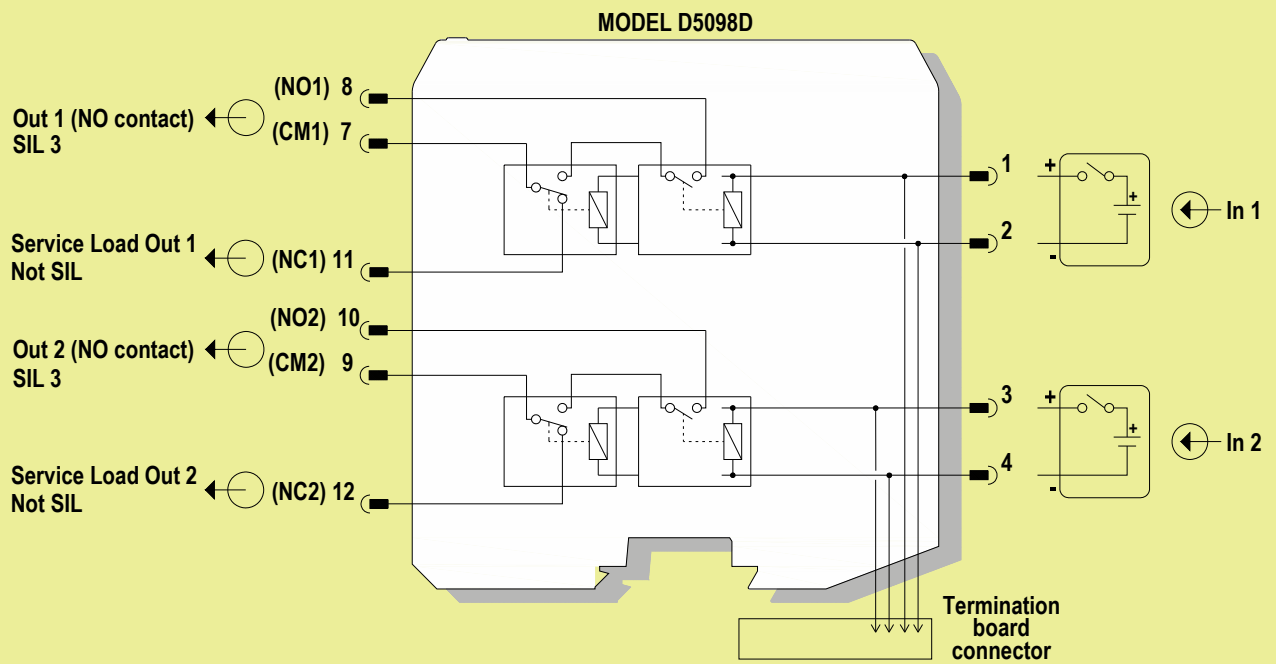 MODEL D5098D
(NO1) 8
Out 1 (NO contact)
SIL 3
(CM1) 7
Service Load Out 1
Not SIL
(NC1) 11
(NO2) 10
Out 2 (NO contact)
SIL 3
(CM2) 9
Service Load Out 2
Not SIL
(NC2) 12
1
+
+
In 1
2
-
3
+
+
In 2
4
-
Termination
board
connector